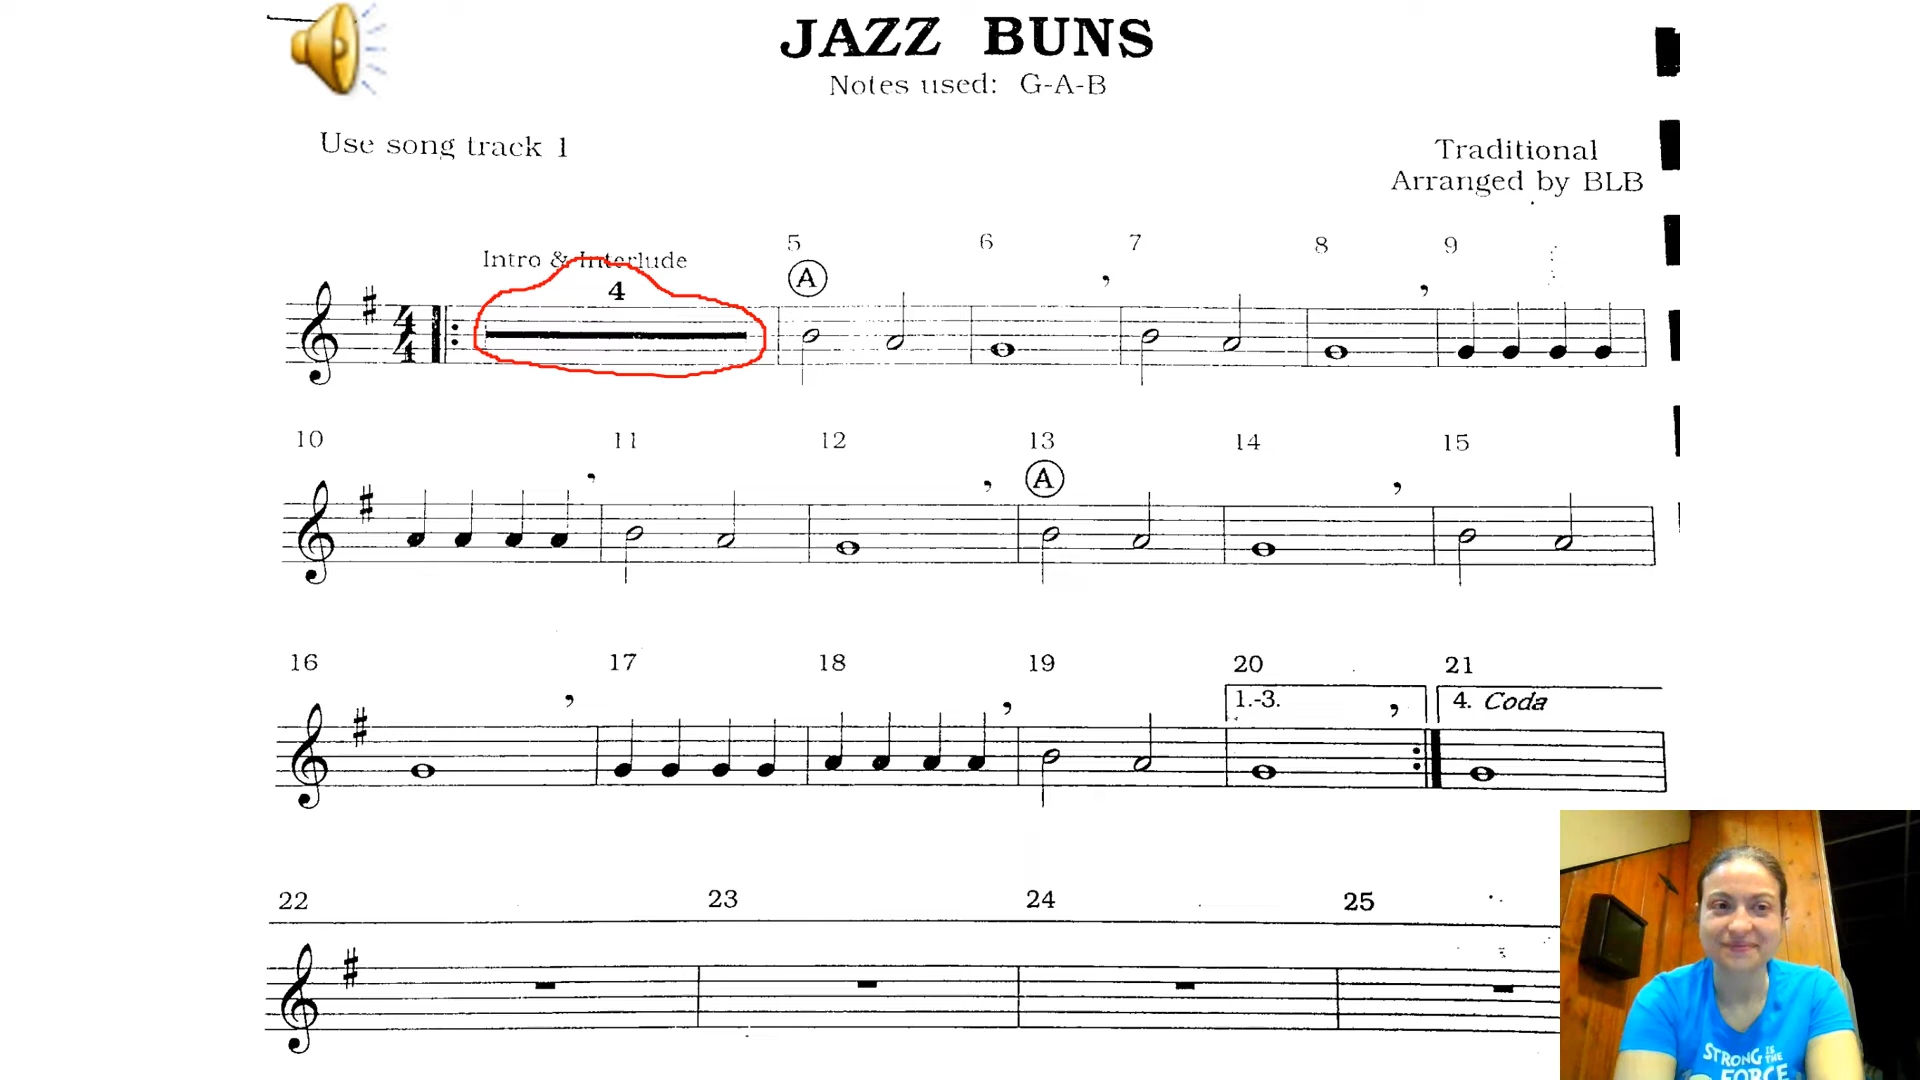 JAZZ BUNS
Notes used: G-A-B
Use song track 1
Traditional
Arranged by BLB
Intro & Interlude
4
5 6 7 8 9
A
4
4
10 11 12 13 14 15
A
16 17 18 19 20 21
1.-3.
4. Coda
22 23 24 25
STRONG IS THE
FORCE